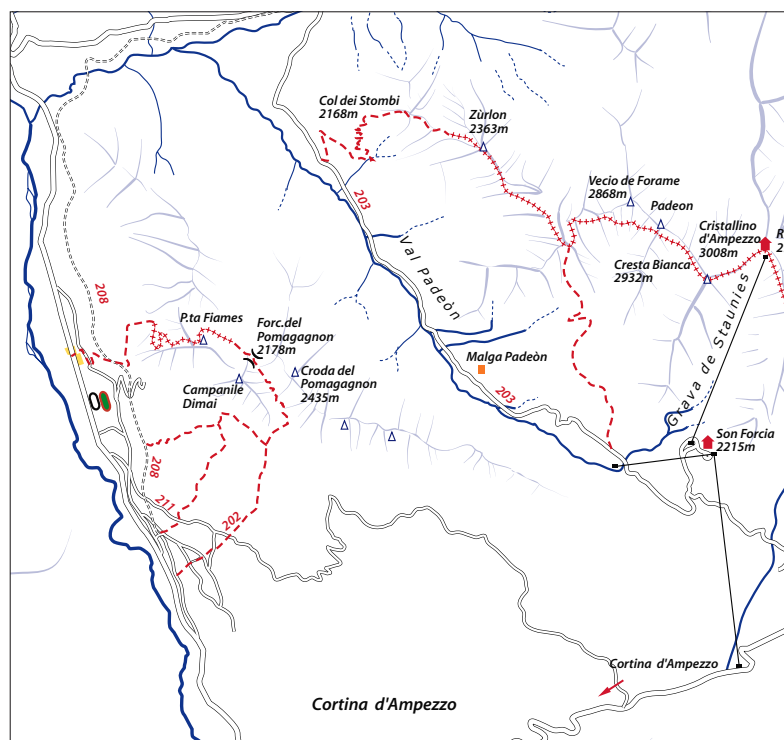 Col dei Stombi
2168m
Zùrlon
2363m
203
Vecio de Forame
2868m
Padeon
Cristallino
d'Ampezzo
3008m
R
2
Val Padeòn
Cresta Bianca
2932m
Grava de Staunies
208
P.ta Fiames
Forc.del
Pomagagnon
2178m
Croda del
Pomagagnon
2435m
Campanile
Dimai
Malga Padeòn
203
Son Forcia
2215m
208
211
202
Cortina d'Ampezzo
Cortina d'Ampezzo